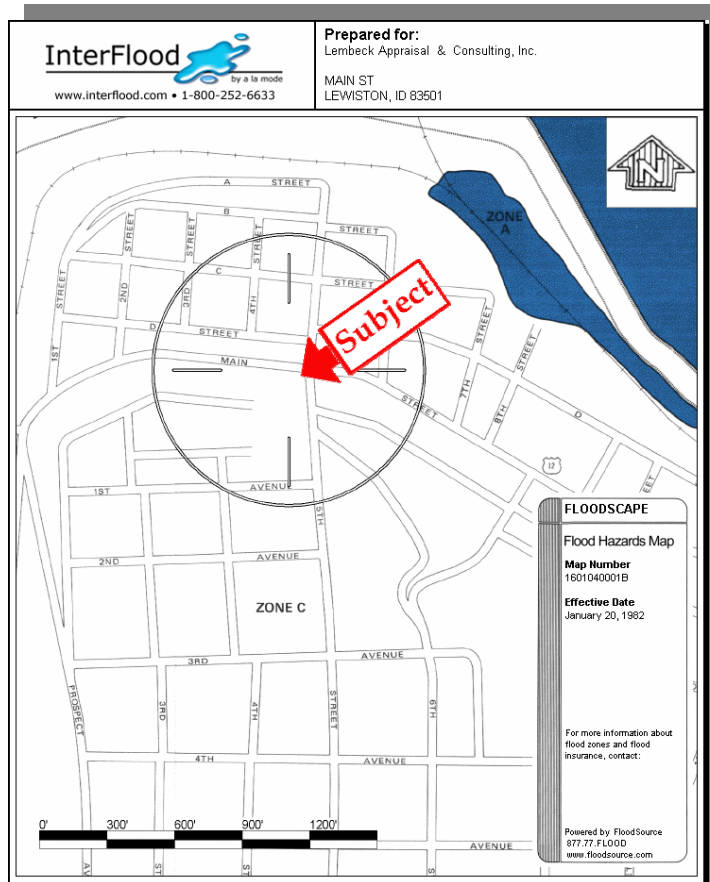 InterFlood
by a la mode
www.interflood.com • 1-800-252-6633
Prepared for:
Lembeck Appraisal & Consulting, Inc.
MAIN ST
LEWISTON, ID 83501
N
A STREET
B STREET
STREET
STREET
STREET
C STREET
1ST STREET
2ND
3RD
4TH
D STREET
MAIN STREET
ZONE A
Subject
STREET
7TH
STREET
8TH
D
12
1ST AVENUE
5TH STREET
2ND AVENUE
ZONE C
3RD AVENUE
PROSPECT
3RD
4TH
6TH
4TH AVENUE
AVENUE
AV
ST
ST
S
0' 300' 600' 900' 1200'
FLOODSCAPE
Flood Hazards Map
Map Number
1601040001B
Effective Date
January 20, 1982
For more information about
flood zones and flood
insurance, contact:
Powered by FloodSource
877.77.FLOOD
www.floodsource.com